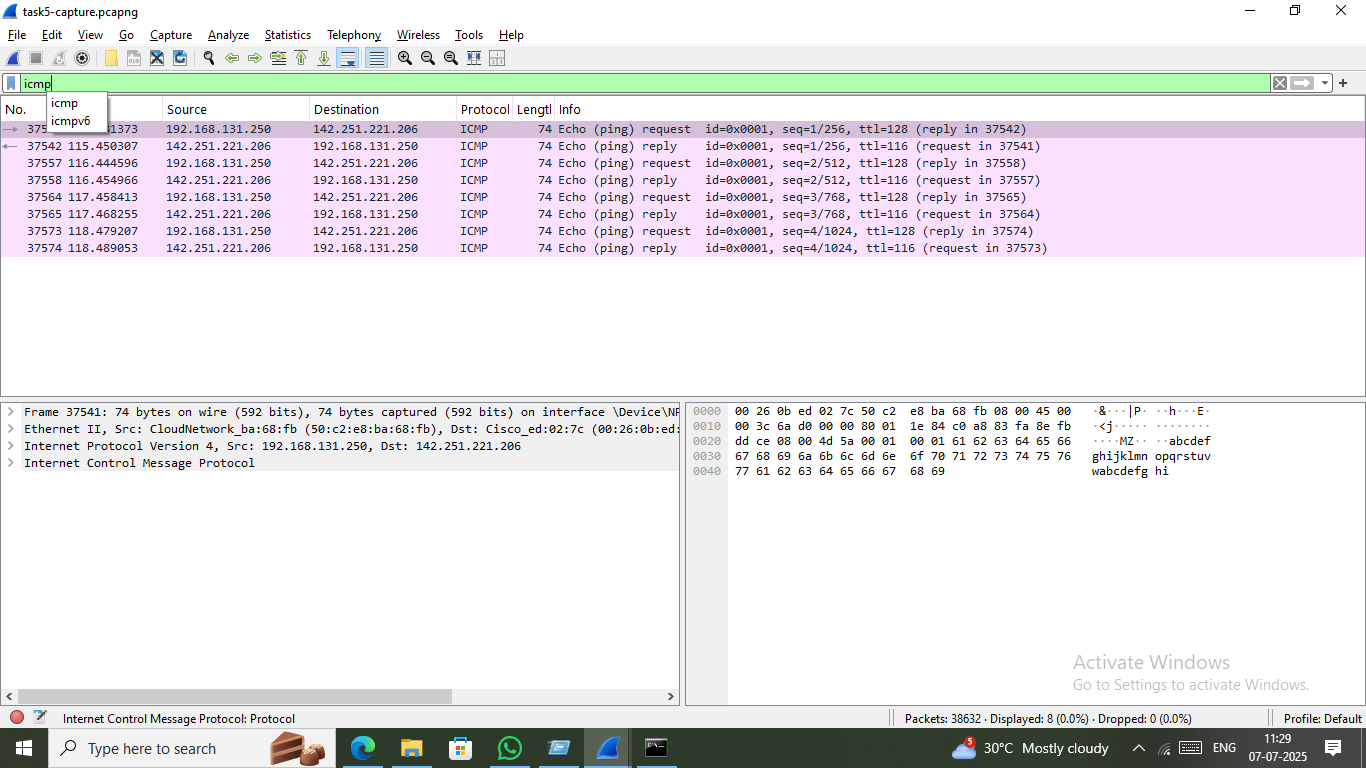 task5-capture.pcapng
File Edit View Go Capture Analyze Statistics Telephony Wireless Tools Help
icmp
icmp
icmpv6
No. Source Destination Protocol Lengtl Info
375 1373 192.168.131.250 142.251.221.206 ICMP 74 Echo (ping) request id=0x0001, seq=1/256, ttl=128 (reply in 37542)
37542 115.450307 142.251.221.206 192.168.131.250 ICMP 74 Echo (ping) reply id=0x0001, seq=1/256, ttl=116 (request in 37541)
37557 116.444596 192.168.131.250 142.251.221.206 ICMP 74 Echo (ping) request id=0x0001, seq=2/512, ttl=128 (reply in 37558)
37558 116.454966 142.251.221.206 192.168.131.250 ICMP 74 Echo (ping) reply id=0x0001, seq=2/512, ttl=116 (request in 37557)
37564 117.458413 192.168.131.250 142.251.221.206 ICMP 74 Echo (ping) request id=0x0001, seq=3/768, ttl=128 (reply in 37565)
37565 117.468255 142.251.221.206 192.168.131.250 ICMP 74 Echo (ping) reply id=0x0001, seq=3/768, ttl=116 (request in 37564)
37573 118.479207 192.168.131.250 142.251.221.206 ICMP 74 Echo (ping) request id=0x0001, seq=4/1024, ttl=128 (reply in 37574)
37574 118.489053 142.251.221.206 192.168.131.250 ICMP 74 Echo (ping) reply id=0x0001, seq=4/1024, ttl=116 (request in 37573)
Frame 37541: 74 bytes on wire (592 bits), 74 bytes captured (592 bits) on interface \Device\NF
Ethernet II, Src: CloudNetwork_ba:68:fb (50:c2:e8:ba:68:fb), Dst: Cisco_ed:02:7c (00:26:0b:ed:
Internet Protocol Version 4, Src: 192.168.131.250, Dst: 142.251.221.206
Internet Control Message Protocol
0000 00 26 0b ed 02 7c 50 c2 e8 ba 68 fb 08 00 45 00 ·&···|P· ··h···E·
0010 00 3c 6a d0 00 00 80 01 1e 84 c0 a8 83 fa 8e fb ·<j····· ········
0020 dd ce 08 00 4d 5a 00 01 00 01 61 62 63 64 65 66 ····MZ·· ··abcdef
0030 67 68 69 6a 6b 6c 6d 6e 6f 70 71 72 73 74 75 76 ghijklmn opqrstuv
0040 77 61 62 63 64 65 66 67 68 69 wabcdefg hi
Activate Windows
Go to Settings to activate Windows.
Internet Control Message Protocol: Protocol Packets: 38632 · Displayed: 8 (0.0%) · Dropped: 0 (0.0%) Profile: Default
Type here to search 5 30°C Mostly cloudy ENG
11:29
07-07-2025